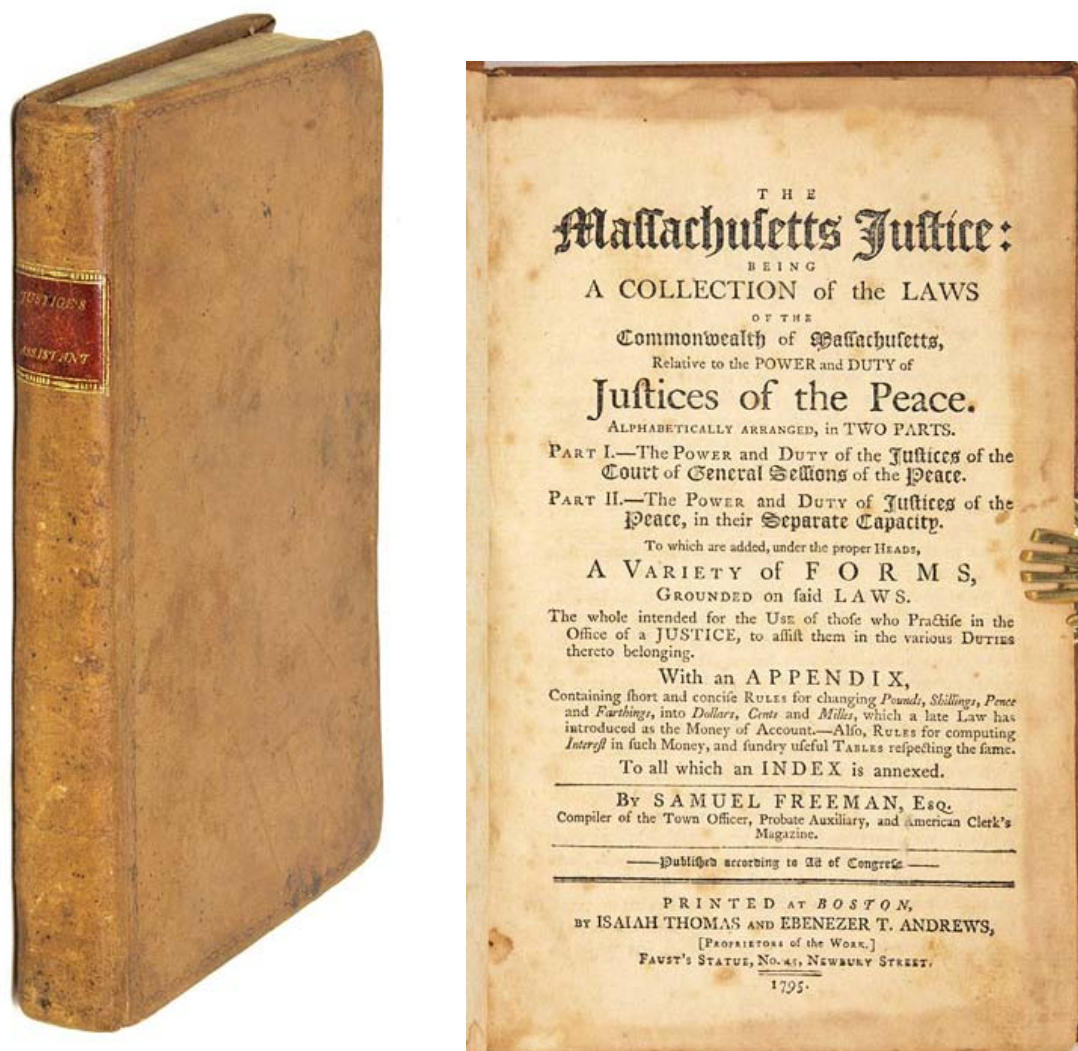 JUSTICE'S
ASSISTANT
THE
Maſſachuſetts Juſtice:
BEING
A COLLECTION of the LAWS
OF THE
Commonwealth of Maſſachuſetts,
Relative to the POWER and DUTY of
Juſtices of the Peace.
ALPHABETICALLY ARRANGED, in TWO PARTS.
PART I.—The POWER and DUTY of the Juſtices of the
Court of General Seſſions of the Peace.
PART II.—The POWER and DUTY of Juſtices of the
Peace, in their Separate Capacity.
To which are added, under the proper HEADS,
A VARIETY of FORMS,
GROUNDED on ſaid LAWS.
The whole intended for the USE of thoſe who Practiſe in the
Office of a JUSTICE, to aſſiſt them in the various DUTIES
thereto belonging.
With an APPENDIX,
Containing ſhort and conciſe RULES for changing Pounds, Shillings, Pence
and Farthings, into Dollars, Cents and Milles, which a late Law has
introduced as the Money of Account.—Alſo, RULES for computing
Intereſt in ſuch Money, and ſundry uſeful TABLES reſpecting the ſame.
To all which an INDEX is annexed.
By SAMUEL FREEMAN, ESQ.
Compiler of the Town Officer, Probate Auxiliary, and American Clerk's
Magazine.
——Publiſhed according to Act of Congreſs.——
PRINTED AT BOSTON,
BY ISAIAH THOMAS AND EBENEZER T. ANDREWS,
[PROPRIETORS of the WORK.]
FAUST'S STATUE, No. 45, NEWBURY STREET.
1795.